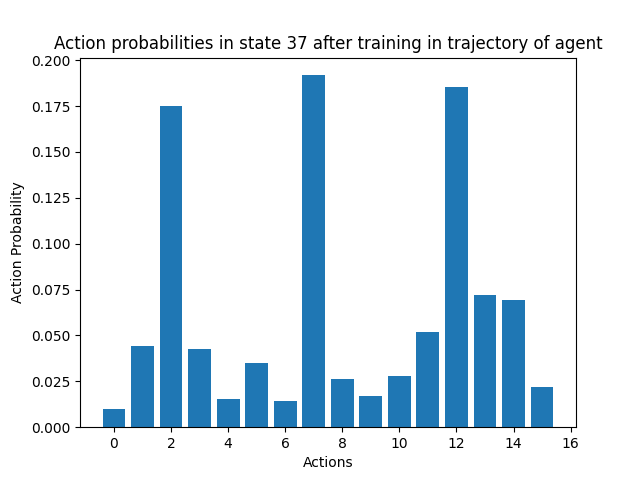 Action probabilities in state 37 after training in trajectory of agent
0.200
0.175
0.150
0.125
0.100
0.075
0.050
0.025
0.000
Action Probability
0 2 4 6 8 10 12 14 16
Actions